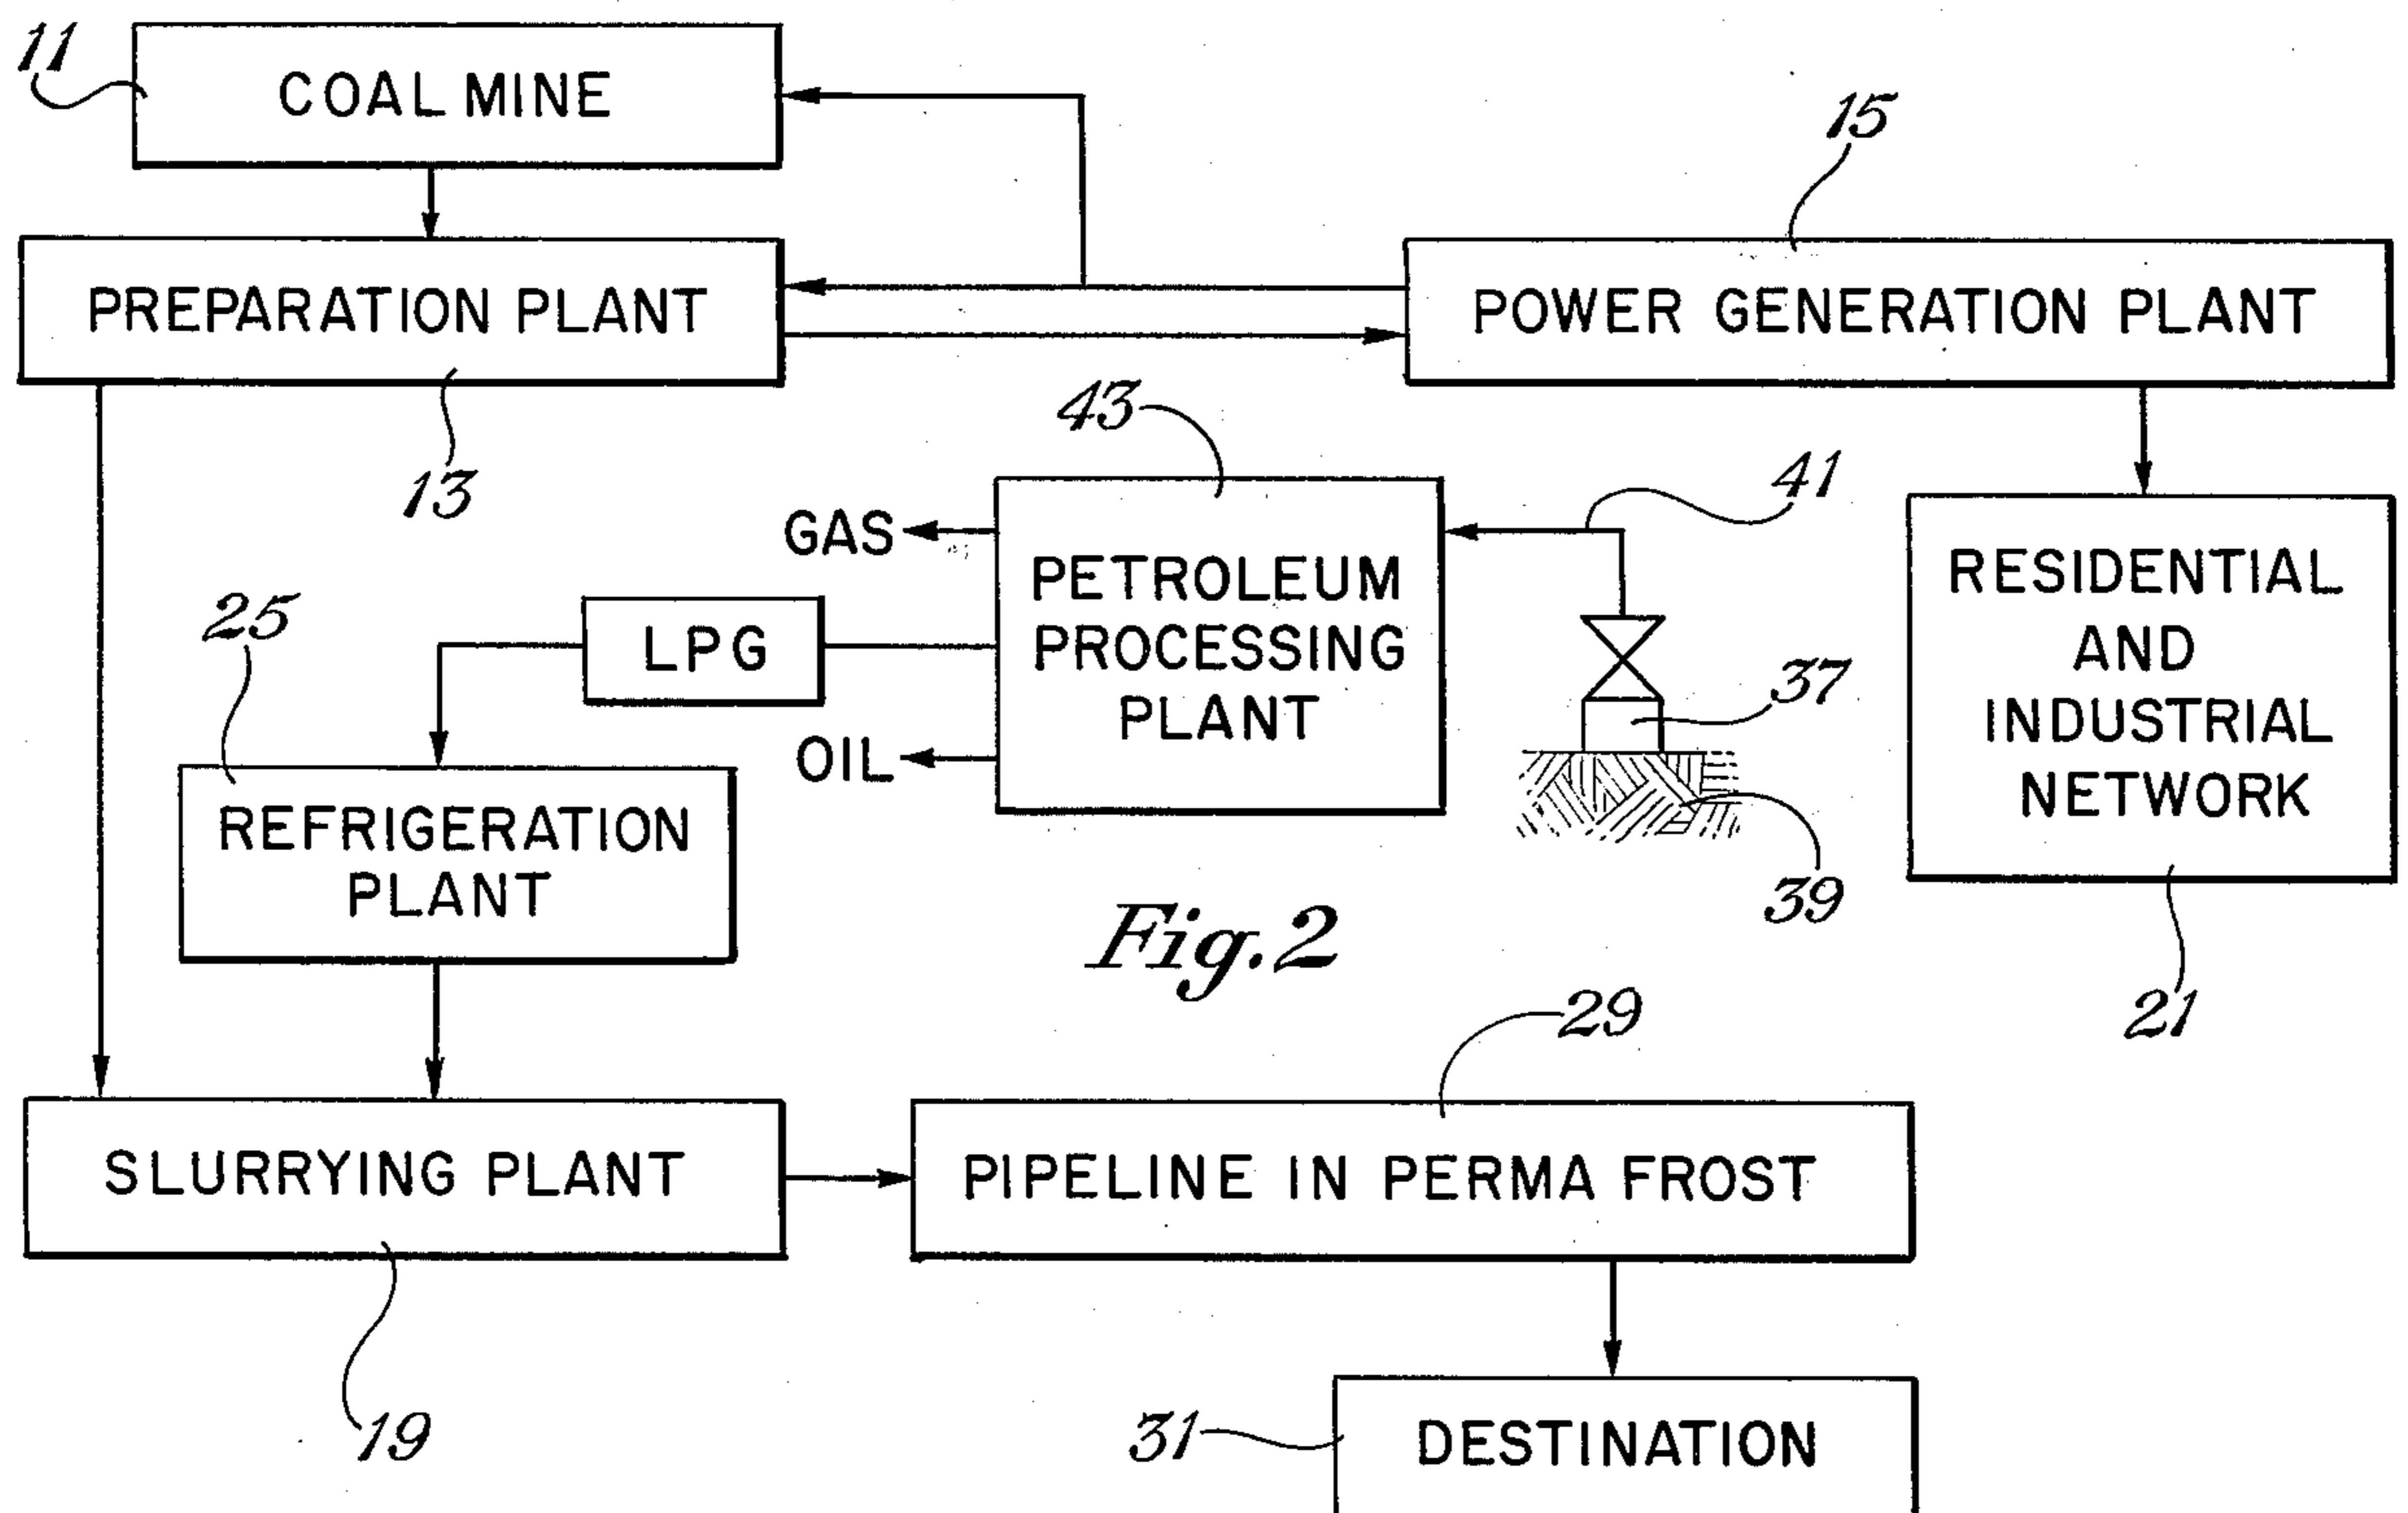 11
COAL MINE
15
PREPARATION PLANT
POWER GENERATION PLANT
13
43
41
GAS
PETROLEUM
PROCESSING
PLANT
RESIDENTIAL
AND
INDUSTRIAL
NETWORK
25
LPG
37
OIL
REFRIGERATION
PLANT
39
Fig.2
21
29
SLURRYING PLANT
PIPELINE IN PERMA FROST
19
31
DESTINATION